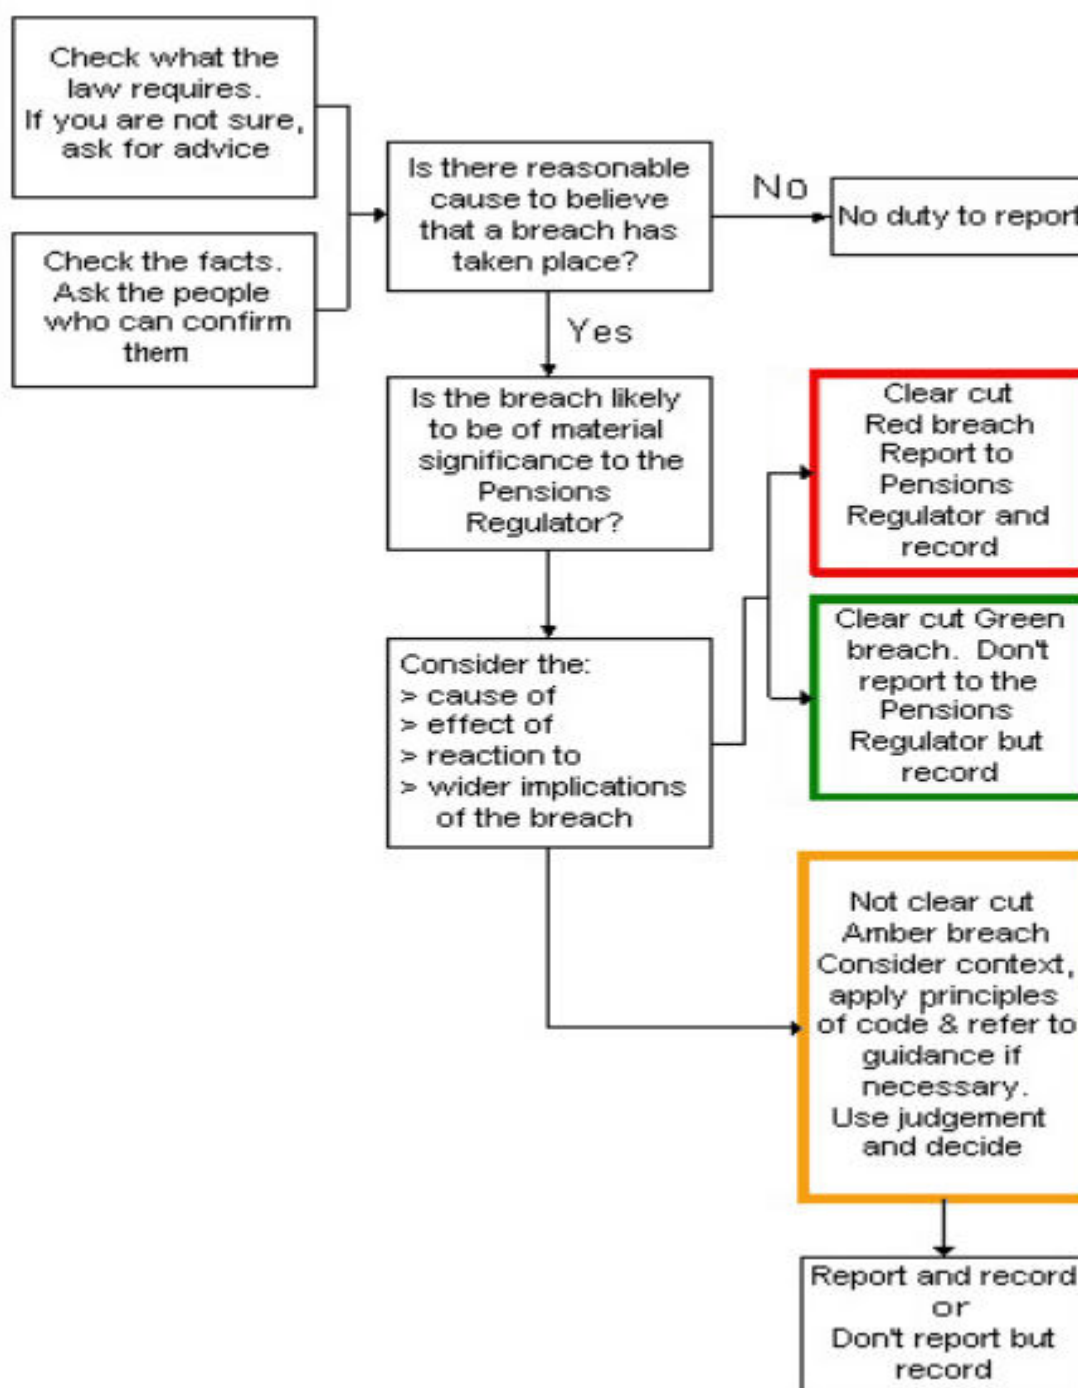 Check what the
law requires.
If you are not sure,
ask for advice
Check the facts.
Ask the people
who can confirm
them
Is there reasonable
cause to believe
that a breach has
taken place?
No
No duty to report
Yes
Is the breach likely
to be of material
significance to the
Pensions
Regulator?
Consider the:
> cause of
> effect of
> reaction to
> wider implications
of the breach
Clear cut
Red breach
Report to
Pensions
Regulator and
record
Clear cut Green
breach. Don't
report to the
Pensions
Regulator but
record
Not clear cut
Amber breach
Consider context,
apply principles
of code & refer to
guidance if
necessary.
Use judgement
and decide
Report and record
or
Don't report but
record